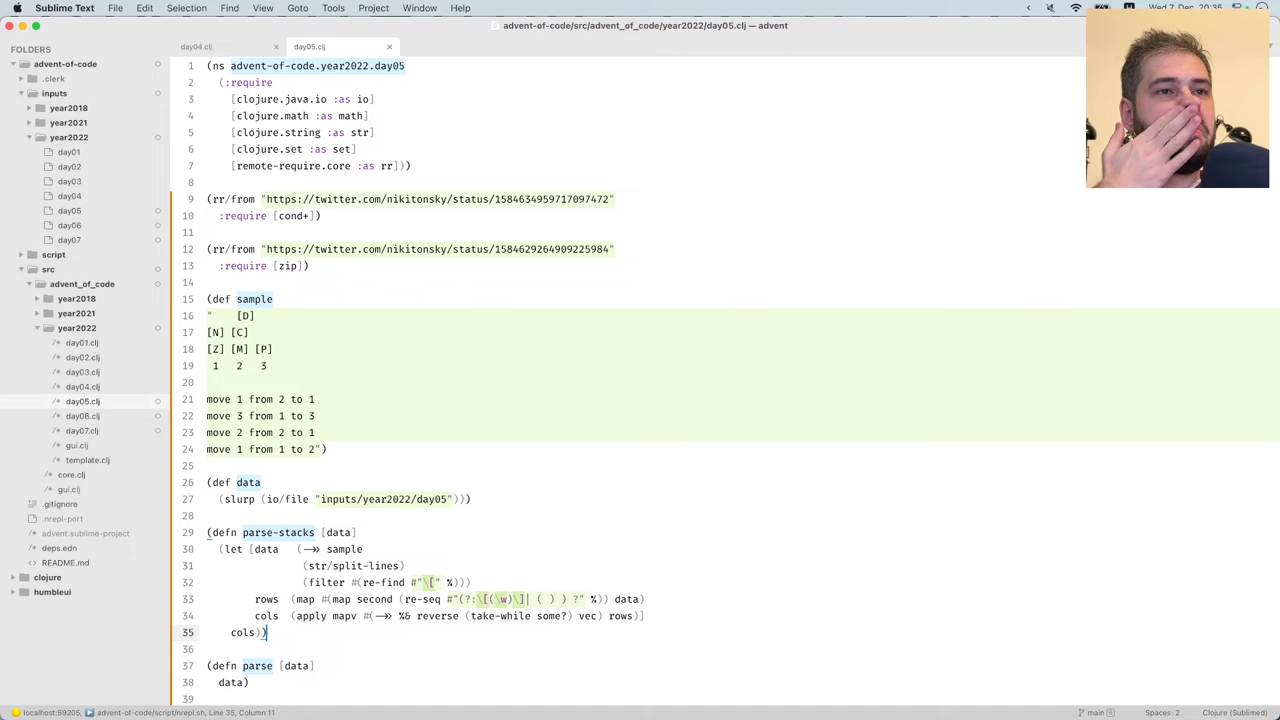 Sublime Text File Edit Selection Find View Goto Tools Project Window Help
W 7. Dec 20:35
advent-of-code/src/advent_of_code/year2022/day05.clj — advent
FOLDERS
advent-of-code
.clerk
inputs
year2018
year2021
year2022
day01
day02
day03
day04
day05
day06
day07
script
src
advent_of_code
year2018
year2021
year2022
/* day01.clj
/* day02.clj
/* day03.clj
/* day04.clj
/* day05.clj
/* day06.clj
/* day07.clj
/* gui.clj
/* template.clj
/* core.clj
/* gui.clj
.gitignore
.nrepl-port
advent.sublime-project
deps.edn
README.md
clojure
humbleui
day04.clj ×
day05.clj ×
1 (ns advent-of-code.year2022.day05
2 (:require
3 [clojure.java.io :as io]
4 [clojure.math :as math]
5 [clojure.string :as str]
6 [clojure.set :as set]
7 [remote-require.core :as rr]))
8
9 (rr/from "https://twitter.com/nikitonsky/status/1584634959717097472"
10 :require [cond+])
11
12 (rr/from "https://twitter.com/nikitonsky/status/1584629264909225984"
13 :require [zip])
14
15 (def sample
16 "    [D]
17 [N] [C]
18 [Z] [M] [P]
19  1   2   3
20
21 move 1 from 2 to 1
22 move 3 from 1 to 3
23 move 2 from 2 to 1
24 move 1 from 1 to 2")
25
26 (def data
27 (slurp (io/file "inputs/year2022/day05")))
28
29 (defn parse-stacks [data]
30 (let [data (->> sample
31 (str/split-lines)
32 (filter #(re-find #"\[" %)))
33 rows (map #(map second (re-seq #"(?:\[(\w)\]| ( ) ) ?" %)) data)
34 cols (apply mapv #(->> %& reverse (take-while some?) vec) rows)]
35 cols))
36
37 (defn parse [data]
38 data)
39
localhost:59205, advent-of-code/script/nrepl.sh, Line 35, Column 11
main 6 Spaces: 2 Clojure (Sublimed)